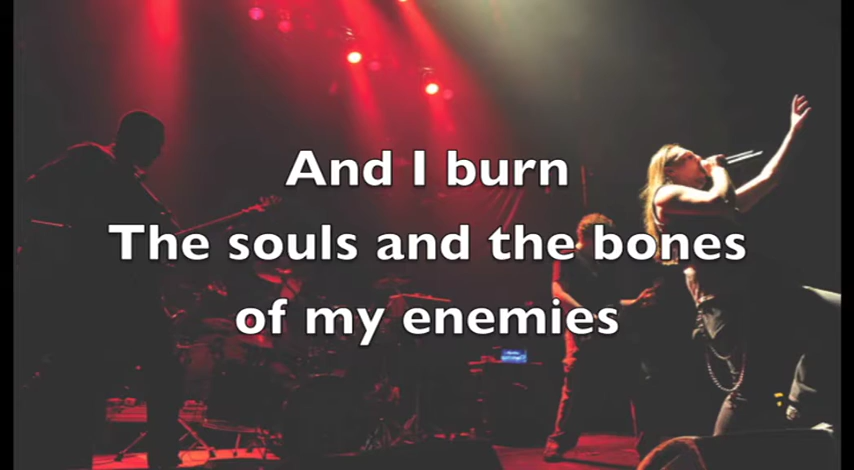 And I burn
The souls and the bones
of my enemies